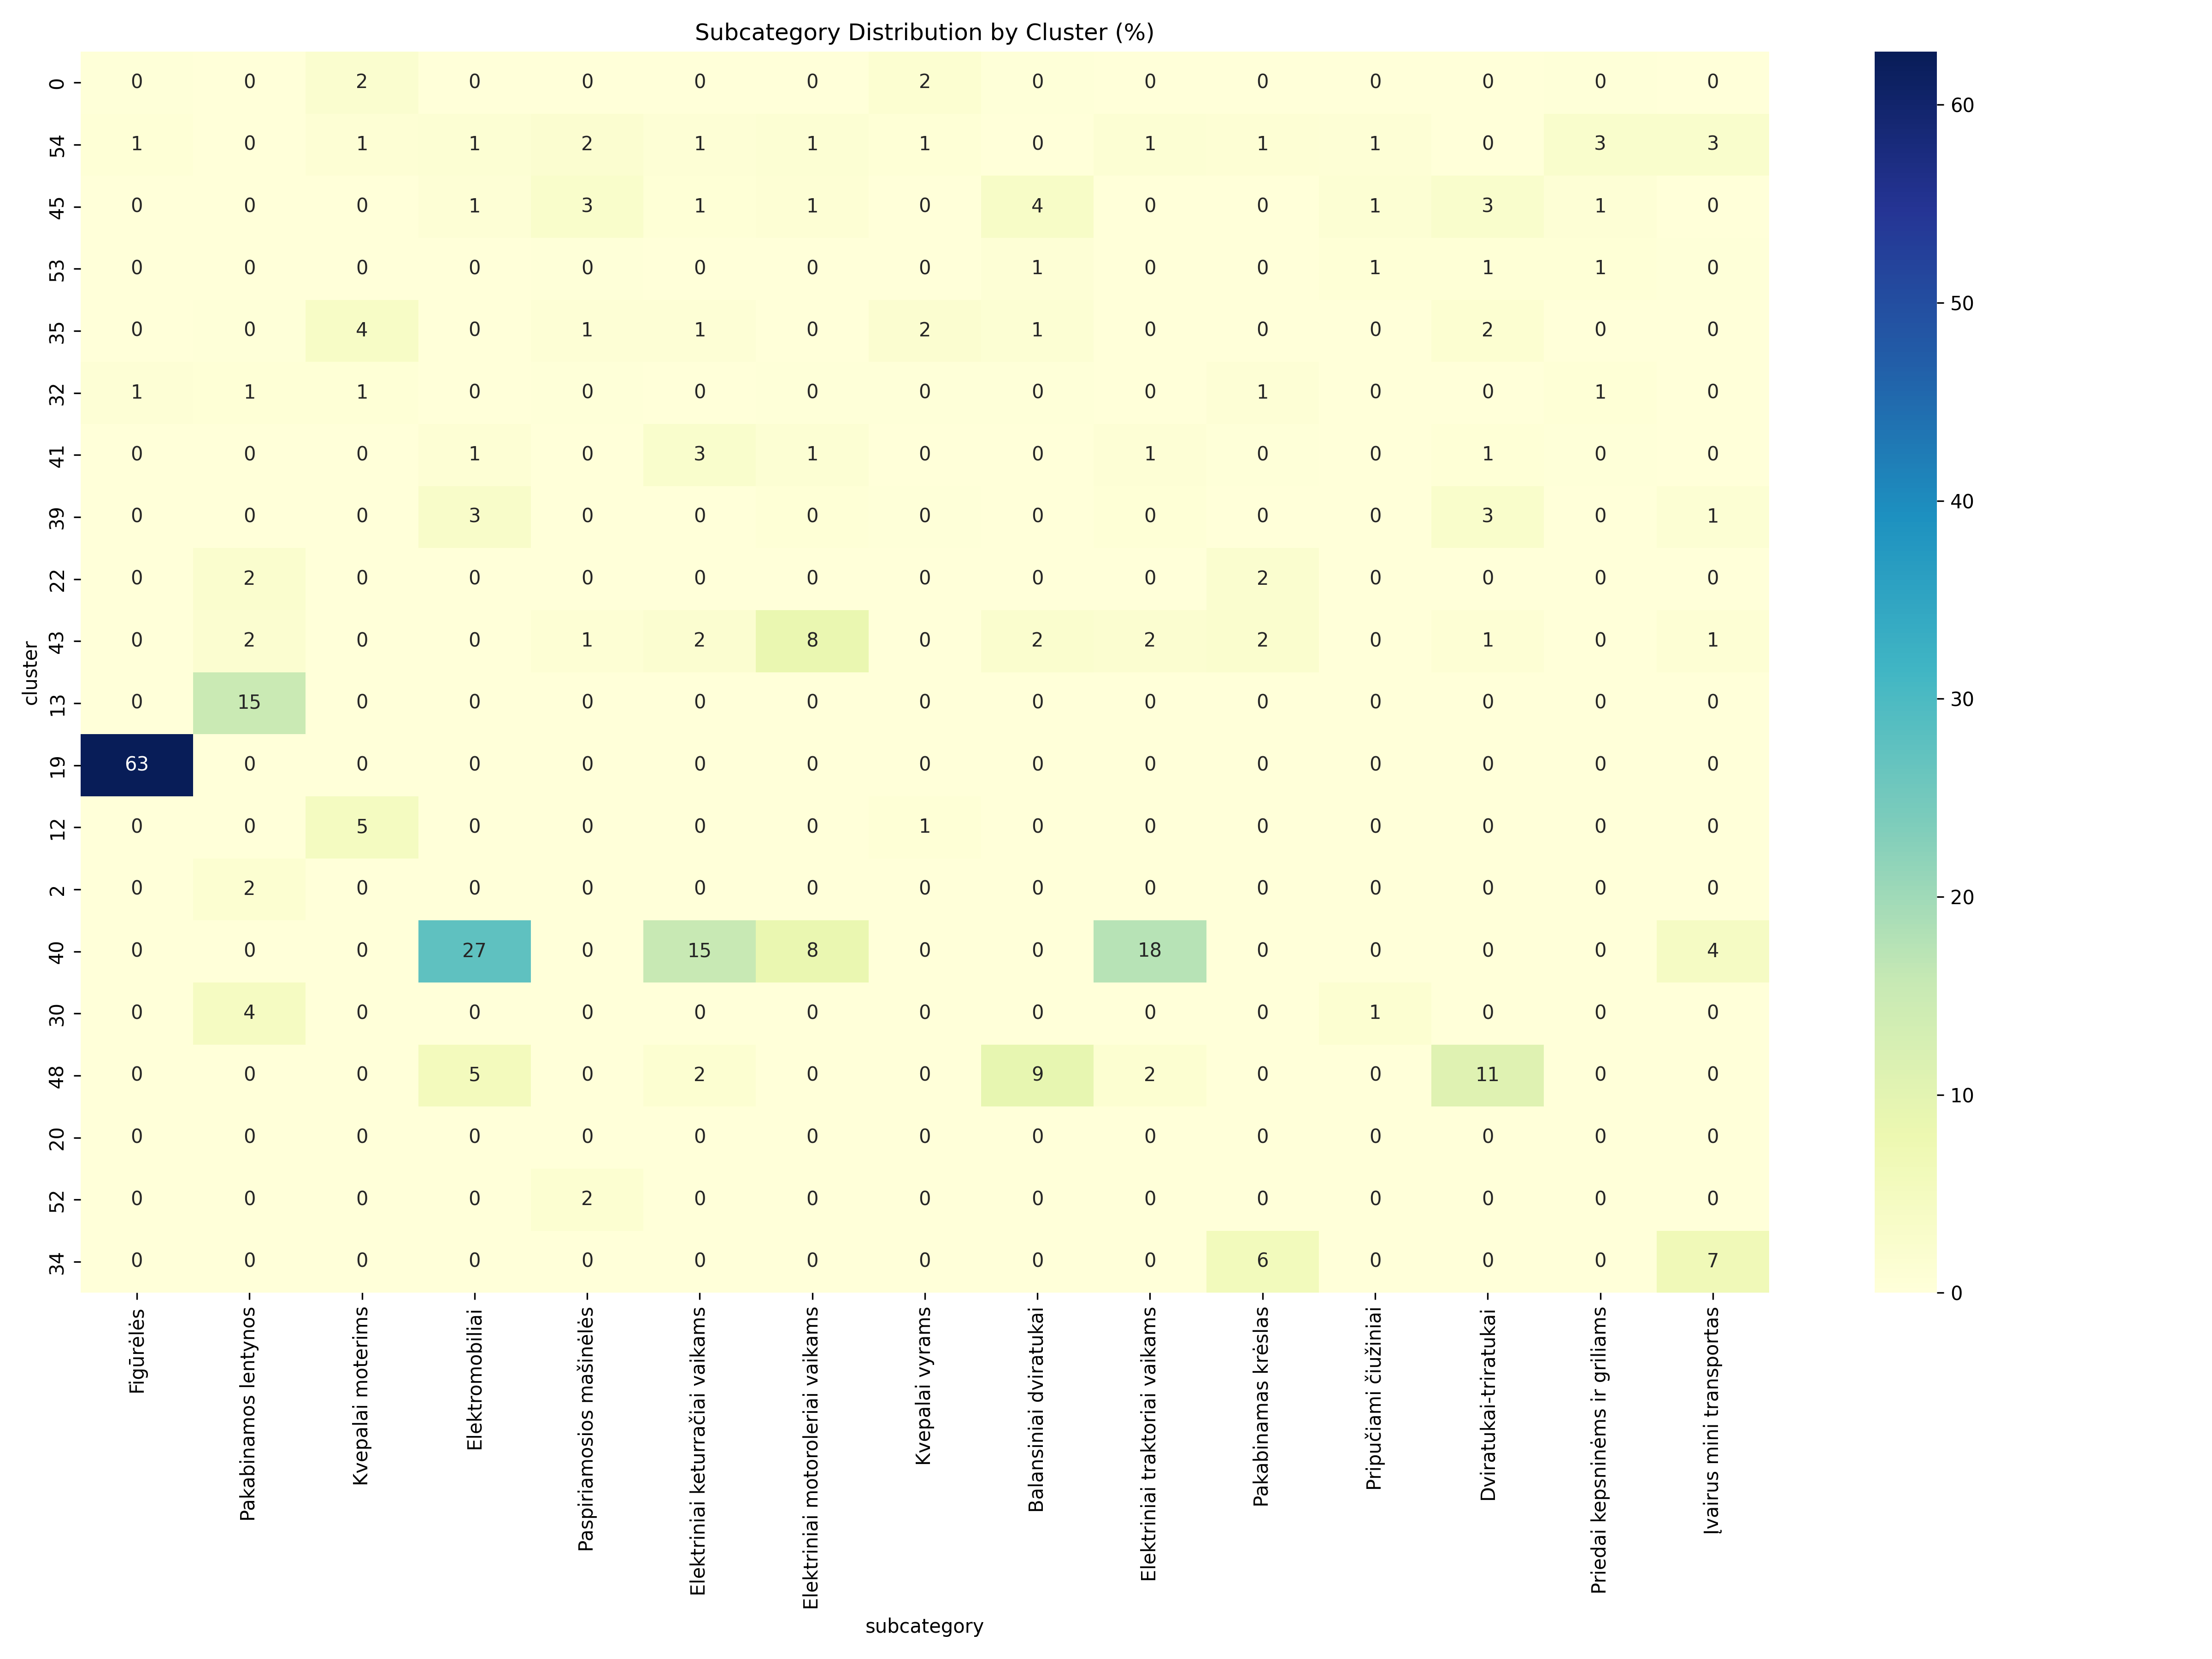 Subcategory Distribution by Cluster (%)
cluster
0 0 0 2 0 0 0 0 2 0 0 0 0 0 0 0
54 1 0 1 1 2 1 1 1 0 1 1 1 0 3 3
45 0 0 0 1 3 1 1 0 4 0 0 1 3 1 0
53 0 0 0 0 0 0 0 0 1 0 0 1 1 1 0
35 0 0 4 0 1 1 0 2 1 0 0 0 2 0 0
32 1 1 1 0 0 0 0 0 0 0 1 0 0 1 0
41 0 0 0 1 0 3 1 0 0 1 0 0 1 0 0
39 0 0 0 3 0 0 0 0 0 0 0 0 3 0 1
22 0 2 0 0 0 0 0 0 0 0 2 0 0 0 0
43 0 2 0 0 1 2 8 0 2 2 2 0 1 0 1
13 0 15 0 0 0 0 0 0 0 0 0 0 0 0 0
19 63 0 0 0 0 0 0 0 0 0 0 0 0 0 0
12 0 0 5 0 0 0 0 1 0 0 0 0 0 0 0
2 0 2 0 0 0 0 0 0 0 0 0 0 0 0 0
40 0 0 0 27 0 15 8 0 0 18 0 0 0 0 4
30 0 4 0 0 0 0 0 0 0 0 0 1 0 0 0
48 0 0 0 5 0 2 0 0 9 2 0 0 11 0 0
20 0 0 0 0 0 0 0 0 0 0 0 0 0 0 0
52 0 0 0 0 2 0 0 0 0 0 0 0 0 0 0
34 0 0 0 0 0 0 0 0 0 0 6 0 0 0 7
Figūrėlės
Pakabinamos lentynos
Kvepalai moterims
Elektromobiliai
Paspiriamosios mašinėlės
Elektriniai keturračiai vaikams
Elektriniai motoroleriai vaikams
Kvepalai vyrams
Balansiniai dviratukai
Elektriniai traktoriai vaikams
Pakabinamas krėslas
Pripučiami čiužiniai
Dviratukai-triratukai
Priedai kepsninėms ir griliams
Įvairus mini transportas
subcategory
60
50
40
30
20
10
0